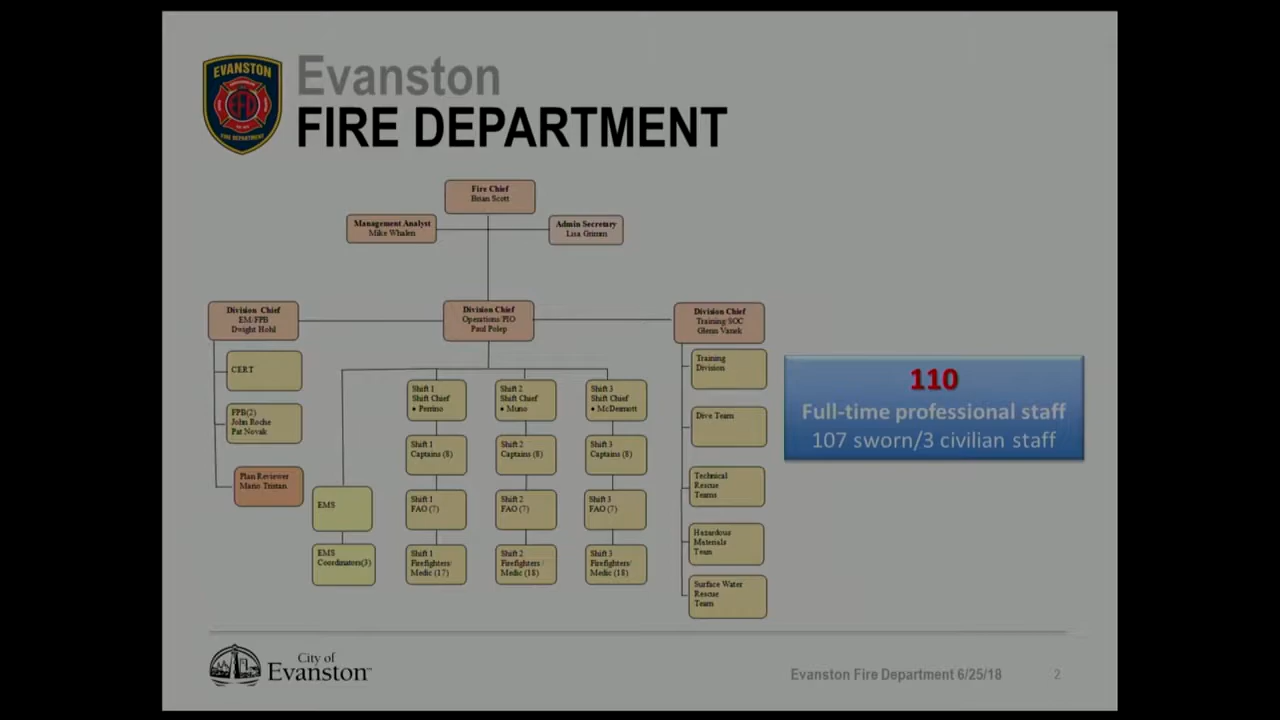 EVANSTON
EFD
FIRE DEPARTMENT
Evanston
FIRE DEPARTMENT
Fire Chief
Brian Scott
Management Analyst
Mike Whalen
Admin Secretary
Lisa Grimm
Division Chief
EM/FPB
Dwight Hohl
Division Chief
Operations/PIO
Paul Polep
Division Chief
Training/SOC
Glenn Vanek
CERT
FPB(2)
John Roche
Pat Novak
Plan Reviewer
Mario Tristan
EMS
EMS
Coordinators(3)
Shift 1
Shift Chief
• Perrino
Shift 1
Captains (8)
Shift 1
FAO (7)
Shift 1
Firefighters/
Medic (17)
Shift 2
Shift Chief
• Muno
Shift 2
Captains (8)
Shift 2
FAO (7)
Shift 2
Firefighters /
Medic (18)
Shift 3
Shift Chief
• McDermott
Shift 3
Captains (8)
Shift 3
FAO (7)
Shift 3
Firefighters/
Medic (18)
Training
Division
Dive Team
Technical
Rescue
Teams
Hazardous
Materials
Team
Surface Water
Rescue
Team
110
Full-time professional staff
107 sworn/3 civilian staff
City of
Evanston™
Evanston Fire Department 6/25/18
2